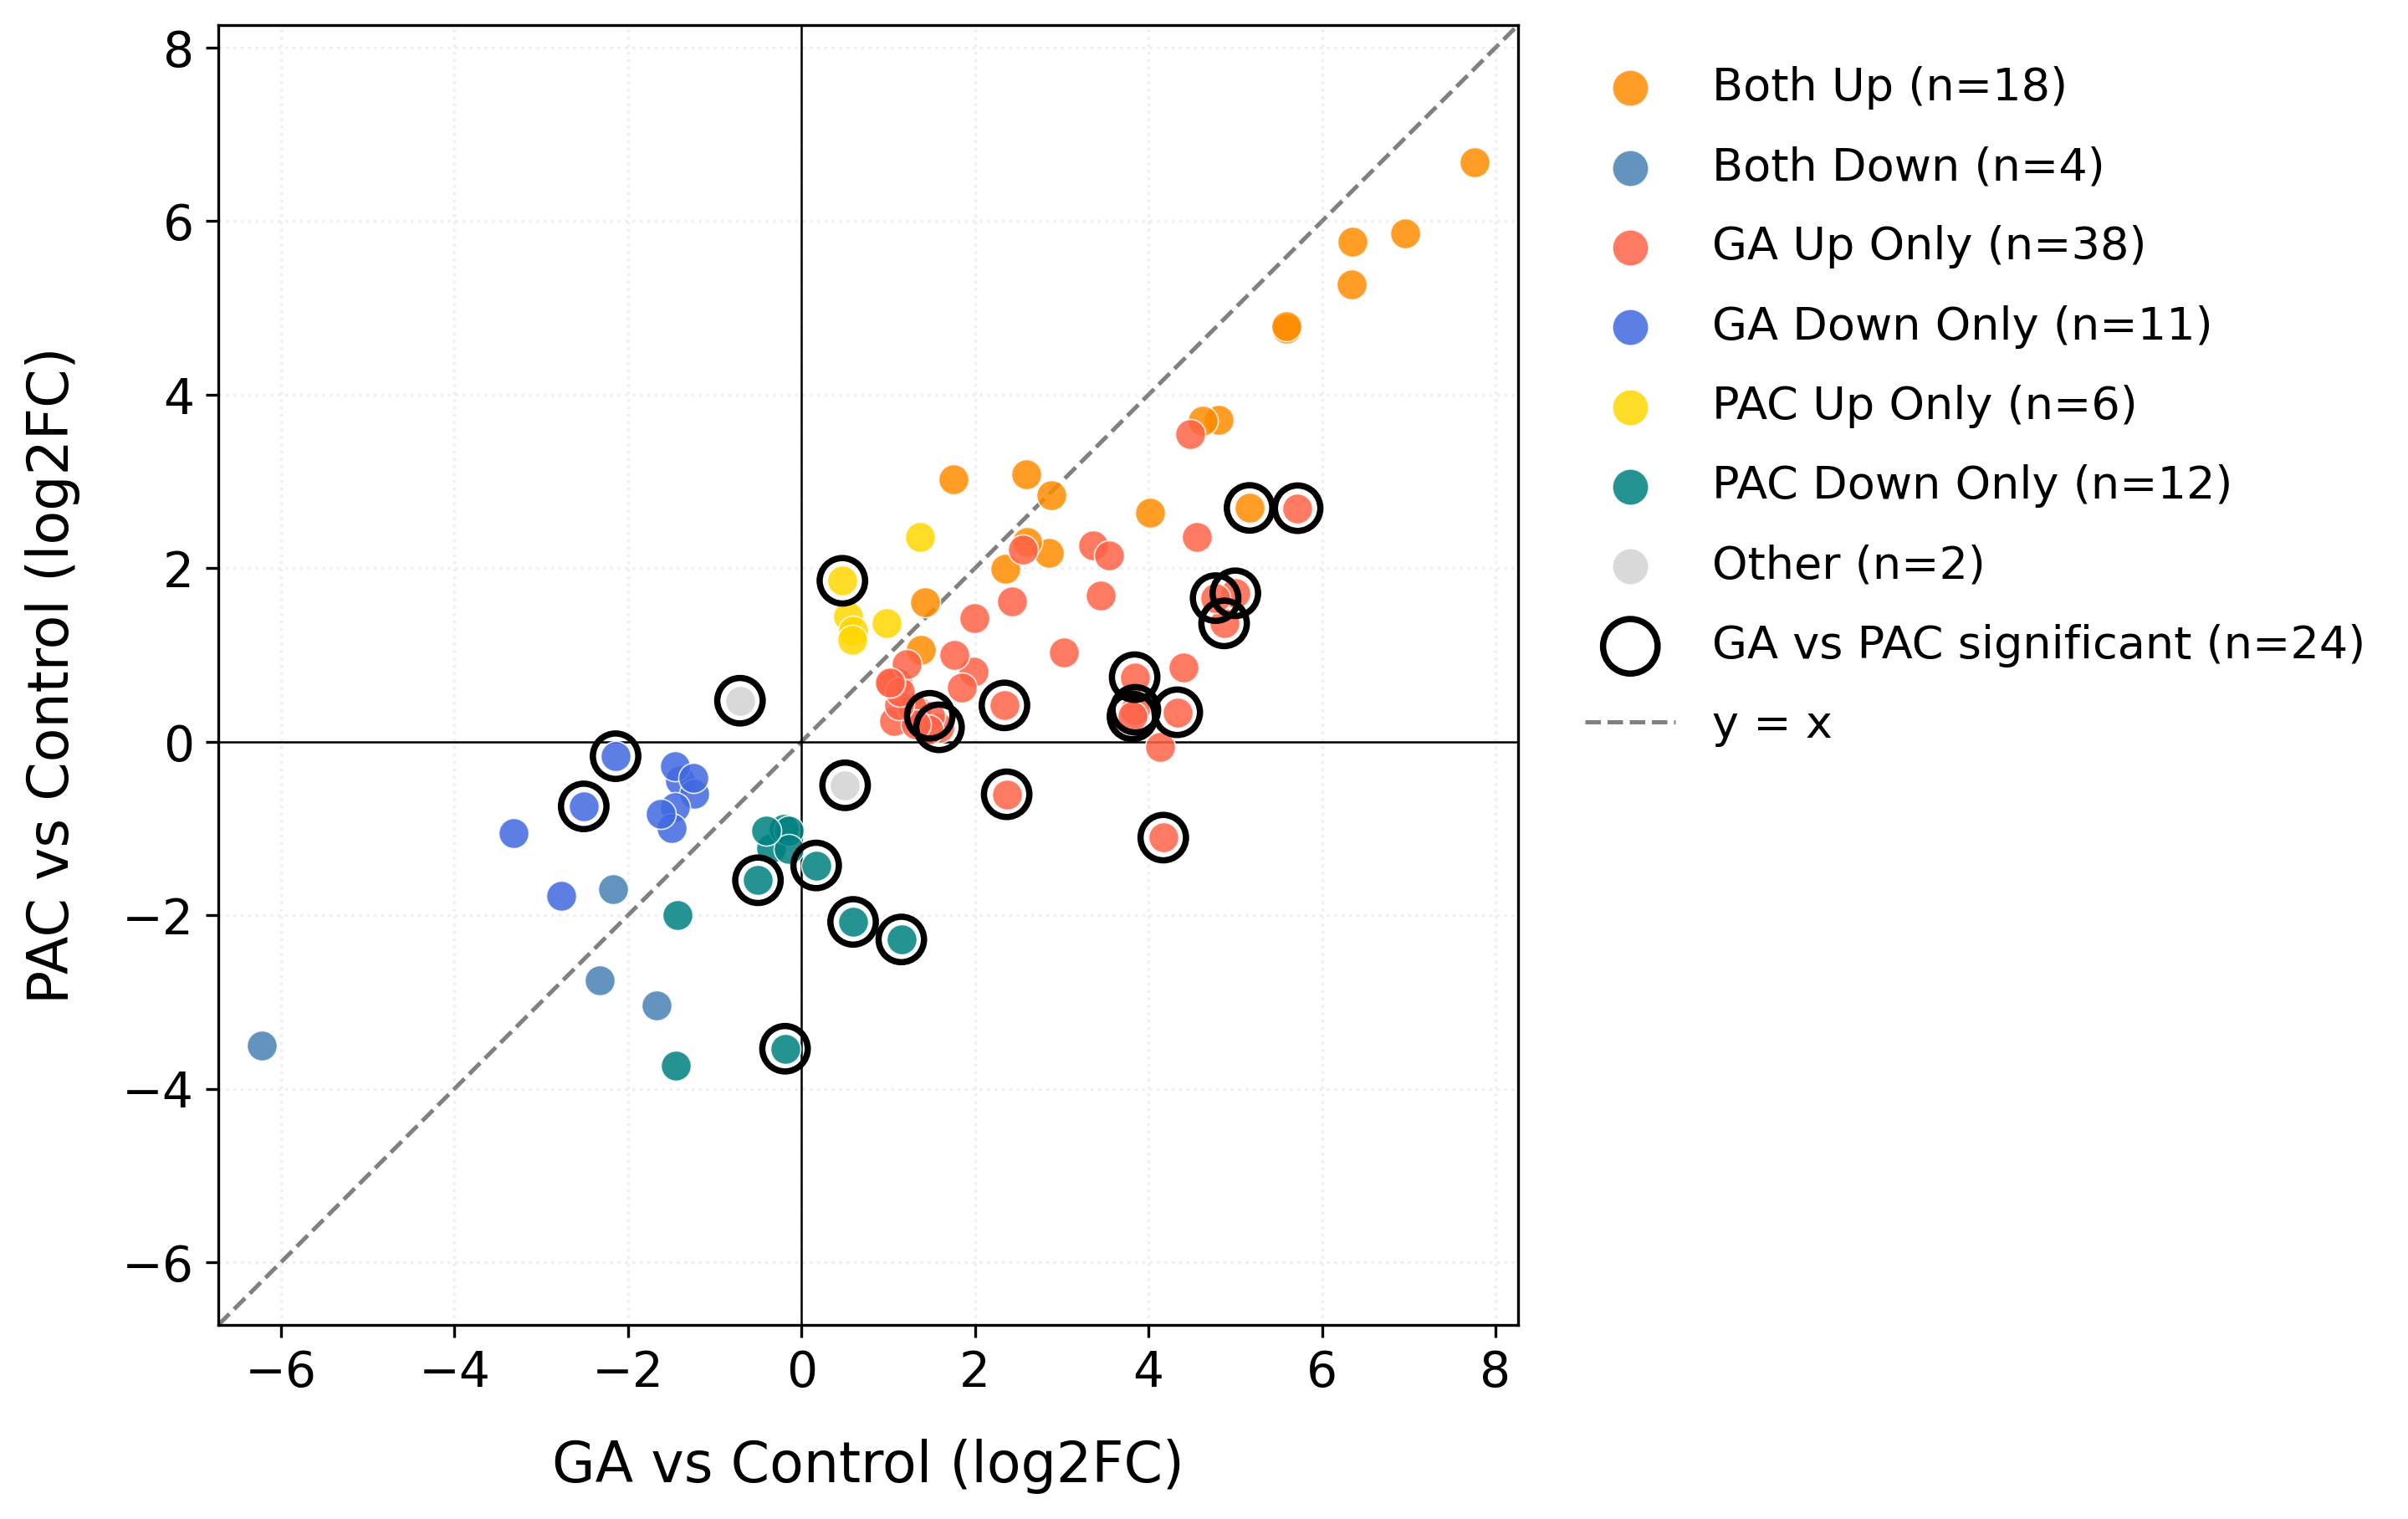 8
6
4
2
0
−2
−4
−6
−6
−4
−2
0
2
4
6
8
PAC vs Control (log2FC)
GA vs Control (log2FC)
Both Up (n=18)
Both Down (n=4)
GA Up Only (n=38)
GA Down Only (n=11)
PAC Up Only (n=6)
PAC Down Only (n=12)
Other (n=2)
GA vs PAC significant (n=24)
y = x